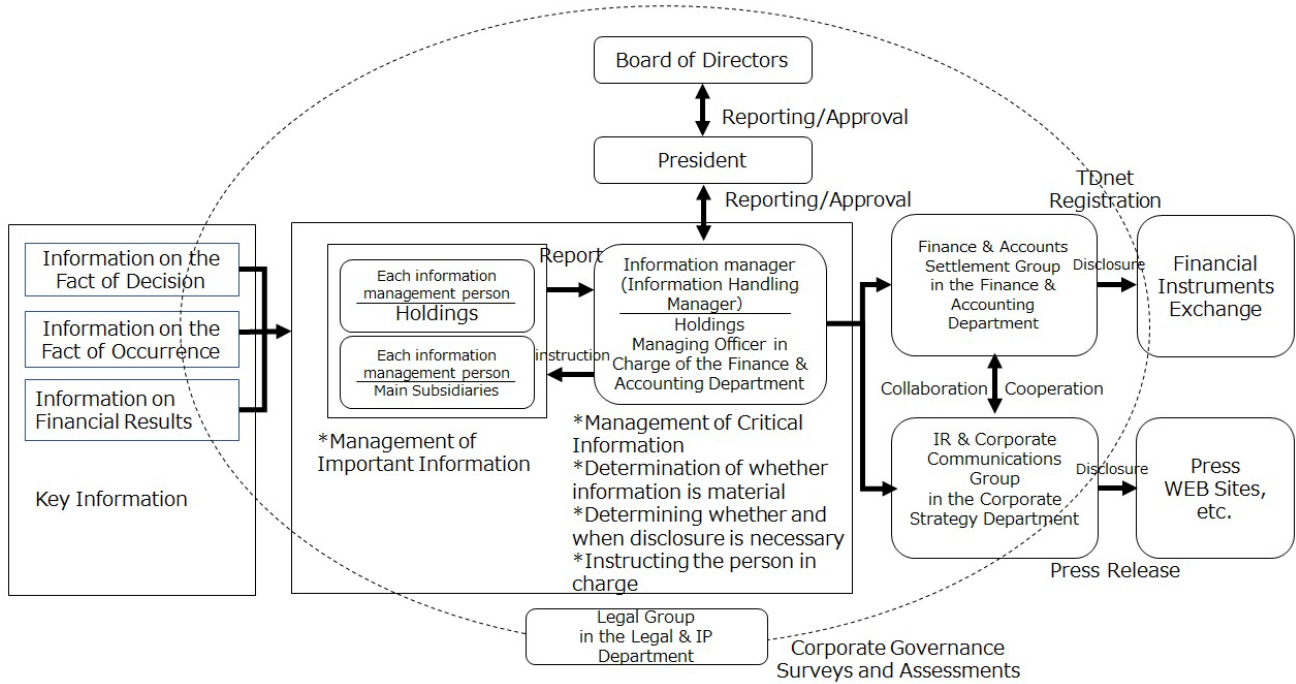 Board of Directors
Reporting/Approval
President
Reporting/Approval
Information on the
Fact of Decision
Information on the
Fact of Occurrence
Information on
Financial Results
Key Information
Each information
management person
Holdings
Each information
management person
Main Subsidiaries
*Management of
Important Information
Report
instruction
Information manager
(Information Handling
Manager)
Holdings
Managing Officer in
Charge of the Finance &
Accounting Department
*Management of Critical
Information
*Determination of whether
information is material
*Determining whether and
when disclosure is necessary
*Instructing the person in
charge
Finance & Accounts
Settlement Group
in the Finance &
Accounting
Department
TDnet
Registration
Disclosure
Financial
Instruments
Exchange
Collaboration
Cooperation
IR & Corporate
Communications
Group
in the Corporate
Strategy Department
Disclosure
Press
WEB Sites,
etc.
Press Release
Legal Group
in the Legal & IP
Department
Corporate Governance
Surveys and Assessments